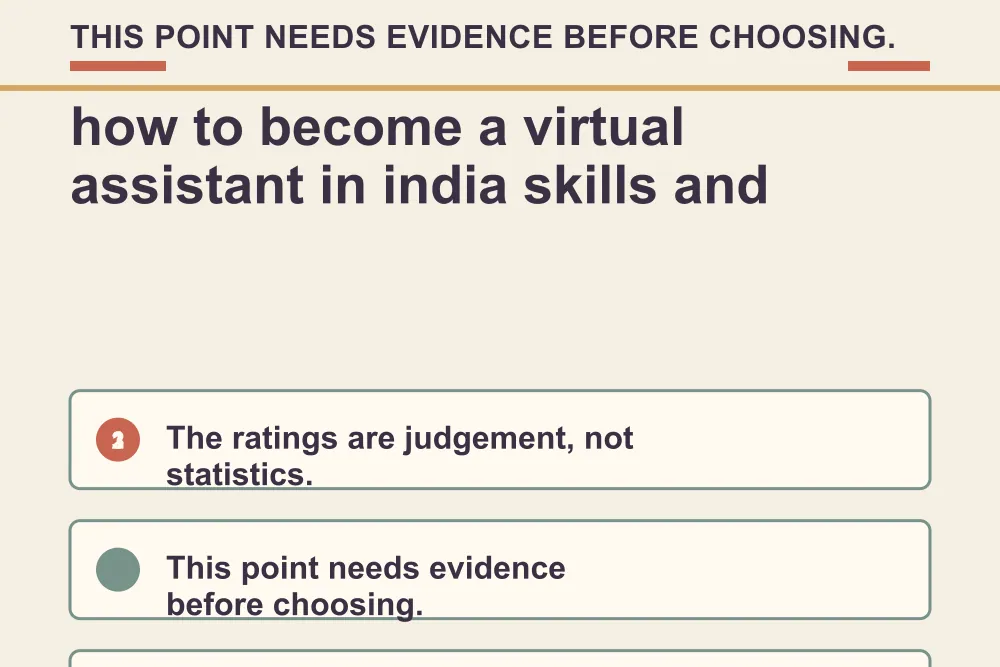 THIS POINT NEEDS EVIDENCE BEFORE CHOOSING.
how to become a virtual
assistant in india skills and
The ratings are judgement, not
statistics.
This point needs evidence
before choosing.